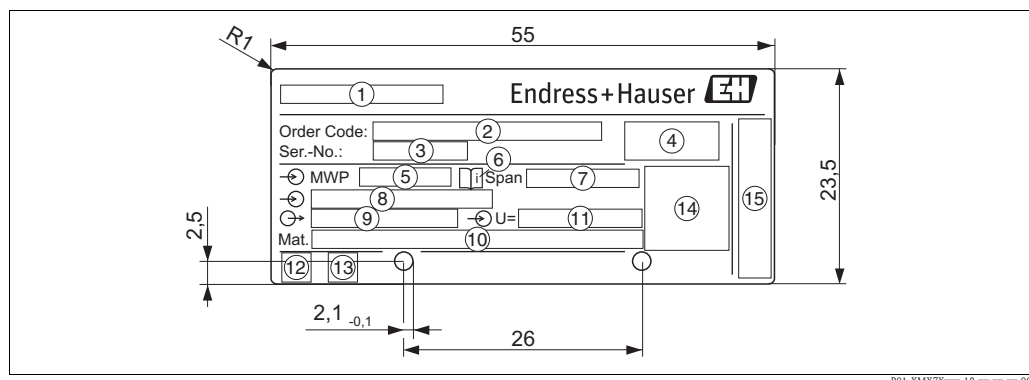 55
R1
1
Endress+Hauser EH
Order Code: 2
4
Ser.-No.: 3
6
MWP 5 i Span 7
8
14
15
23,5
9
U= 11
2,5
Mat. 10
12 13
2,1 -0,1
26